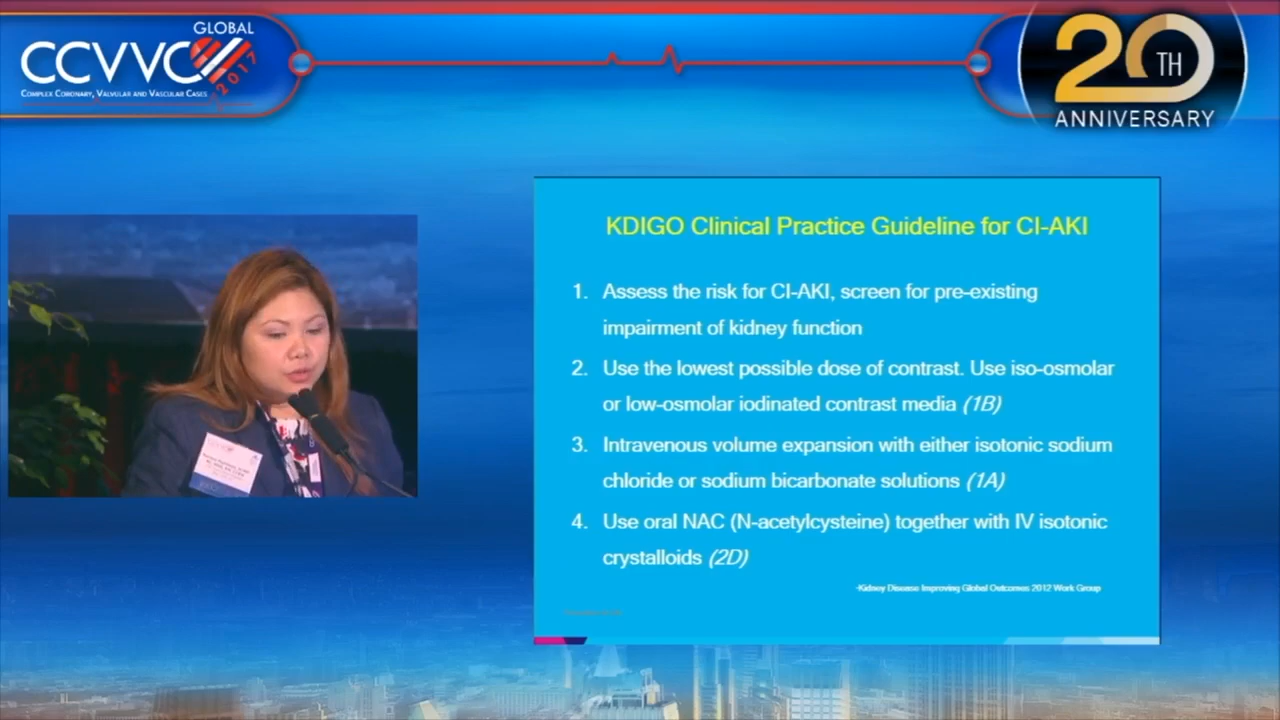 GLOBAL
CCVVC
2017
COMPLEX CORONARY, VALVULAR AND VASCULAR CASES
20TH
ANNIVERSARY
KDIGO Clinical Practice Guideline for CI-AKI
1. Assess the risk for CI-AKI, screen for pre-existing
impairment of kidney function
2. Use the lowest possible dose of contrast. Use iso-osmolar
or low-osmolar iodinated contrast media (1B)
3. Intravenous volume expansion with either isotonic sodium
chloride or sodium bicarbonate solutions (1A)
4. Use oral NAC (N-acetylcysteine) together with IV isotonic
crystalloids (2D)
-Kidney Disease Improving Global Outcomes 2012 Work Group